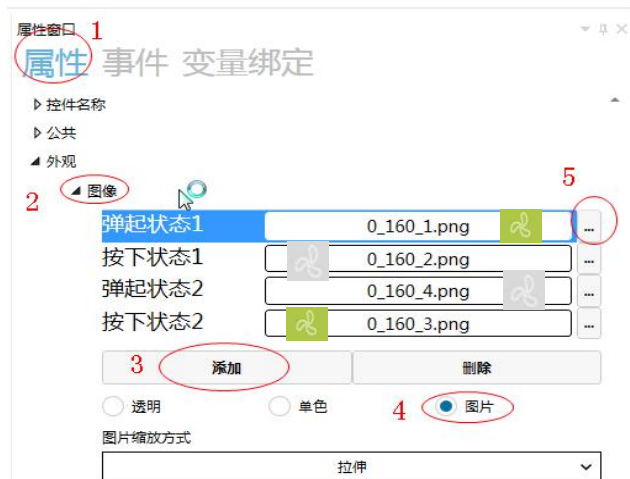 属性窗口 1
属性 事件 变量绑定
控件名称
公共
外观
2 图像 5
弹起状态1 0_160_1.png ...
按下状态1 0_160_2.png ...
弹起状态2 0_160_4.png ...
按下状态2 0_160_3.png ...
3 添加 删除
透明 单色 4 图片
图片缩放方式
拉伸